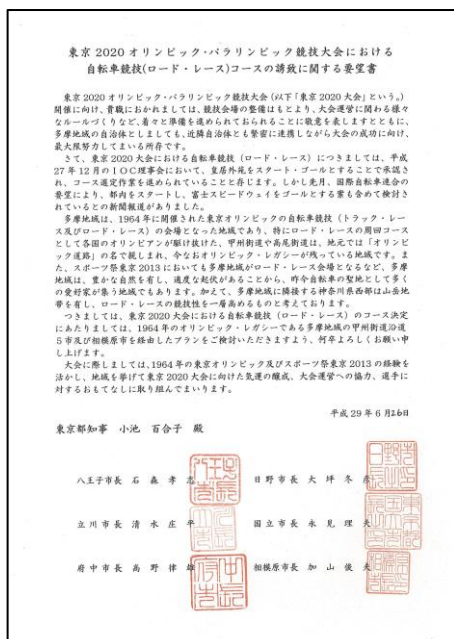 東京2020オリンピック・パラリンピック競技大会における
自転車競技(ロード・レース)コースの誘致に関する要望書
東京2020オリンピック・パラリンピック競技大会(以下「東京2020大会」という。)
開催に向け、貴職におかれましては、競技会場の整備はもとより、大会運営に関わる様々
なルールづくりなど、着々と準備を進められておられることに敬意を表しますとともに、
多摩地域の自治体としましても、近隣自治体とも緊密に連携しながら大会の成功に向け、
最大限努力してまいる所存です。
さて、東京2020大会における自転車競技(ロード・レース)につきましては、平成
27年12月のIOC理事会において、皇居外苑をスタート・ゴールとすることで承認さ
れ、コース選定作業を進められていることと存じます。しかし先月、国際自転車連合の
要望により、都内をスタートし、富士スピードウェイをゴールとする案も含めて検討され
ているとの新聞報道がありました。
多摩地域は、1964年に開催された東京オリンピックの自転車競技(トラック・レー
ス及びロード・レース)の会場となった地域であり、特にロード・レースの周回コース
として各国のオリンピアンが駆け抜けた、甲州街道や高尾街道は、地元では「オリンピ
ック道路」の名で親しまれ、今なおオリンピック・レガシーが残っている地域です。ま
た、スポーツ祭東京2013においても多摩地域がロード・レース会場となるなど、多摩
地域は、豊かな自然を有し、適度な起伏があることから、昨今自転車の聖地として多く
の愛好家が集う地域でもあります。加えて、多摩地域に隣接する神奈川県西部は山岳地
帯を有し、ロード・レースの競技性を一層高めるものと考えております。
つきましては、東京2020大会における自転車競技(ロード・レース)のコース決定
にあたりましては、1964年のオリンピック・レガシーである多摩地域の甲州街道沿道
5市及び相模原市を経由したプランをご検討いただきますよう、何卒よろしくお願い申
し上げます。
大会に際しましては、1964年の東京オリンピック及びスポーツ祭東京2013の経験を
活かし、地域を挙げて東京2020大会に向けた気運の醸成、大会運営への協力、選手に
対するおもてなしに取り組んでまいります。
平成29年6月26日
東京都知事 小池 百合子 殿
八王子市長 石森孝志 日野市長 大坪冬彦
立川市長 清水庄平 国立市長 永見理夫
府中市長 高野律雄 相模原市長 加山俊夫